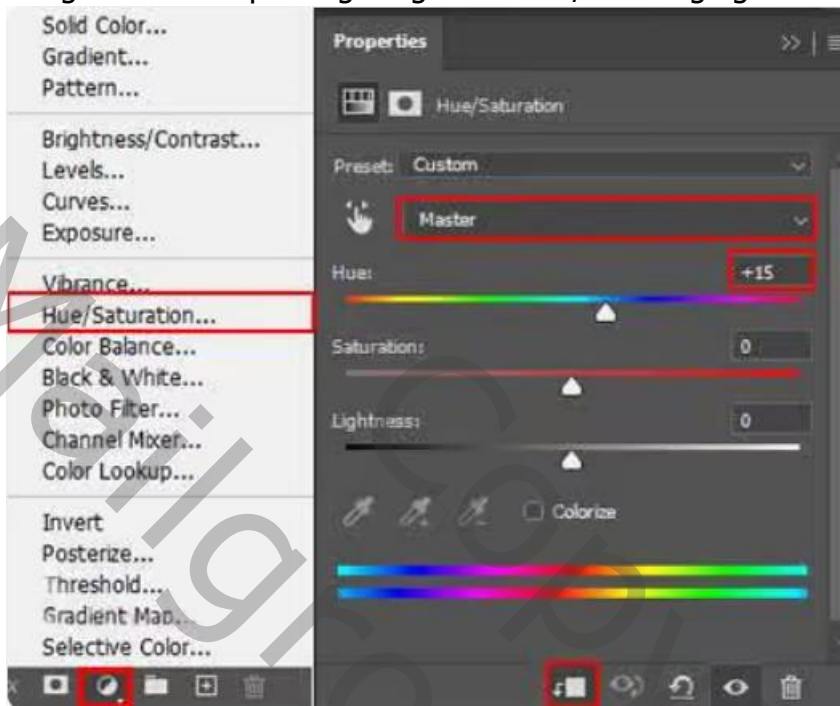 Solid Color...
Gradient...
Pattern...
Brightness/Contrast...
Levels...
Curves...
Exposure...
Vibrance...
Hue/Saturation...
Color Balance...
Black & White...
Photo Filter...
Channel Mixer...
Color Lookup...
Invert
Posterize...
Threshold...
Gradient Map...
Selective Color...
Properties
Hue/Saturation
Preset: Custom
Master
Hue: +15
Saturation: 0
Lightness: 0
Colorize